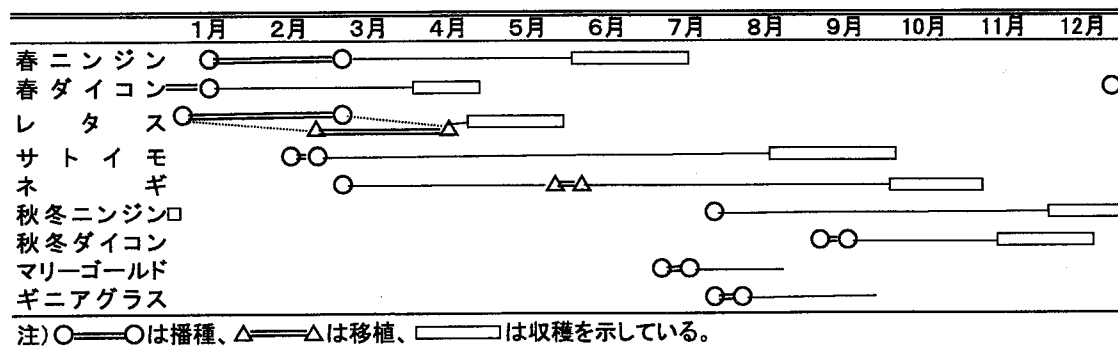 1月 2月 3月 4月 5月 6月 7月 8月 9月 10月 11月 12月
春ニンジン
春ダイコン
レタス
サトイモ
ネギ
秋冬ニンジン
秋冬ダイコン
マリーゴールド
ギニアグラス
注)○══○は播種、△══△は移植、▭は収穫を示している。